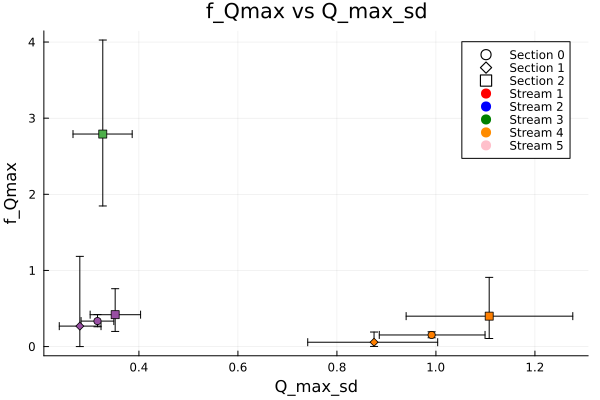 f_Qmax vs Q_max_sd
f_Qmax
4
3
2
1
0
0.4
0.6
0.8
1.0
1.2
Q_max_sd
Section 0
Section 1
Section 2
Stream 1
Stream 2
Stream 3
Stream 4
Stream 5